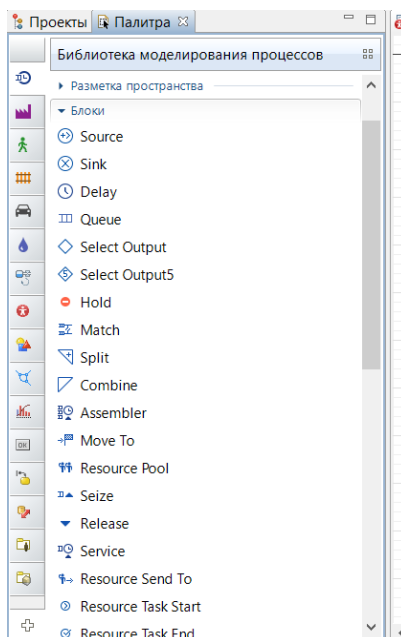 Проекты Палитра
Библиотека моделирования процессов
Разметка пространства
Блоки
Source
Sink
Delay
Queue
Select Output
Select Output5
Hold
Match
Split
Combine
Assembler
Move To
Resource Pool
Seize
Release
Service
Resource Send To
Resource Task Start
Resource Task End
OK